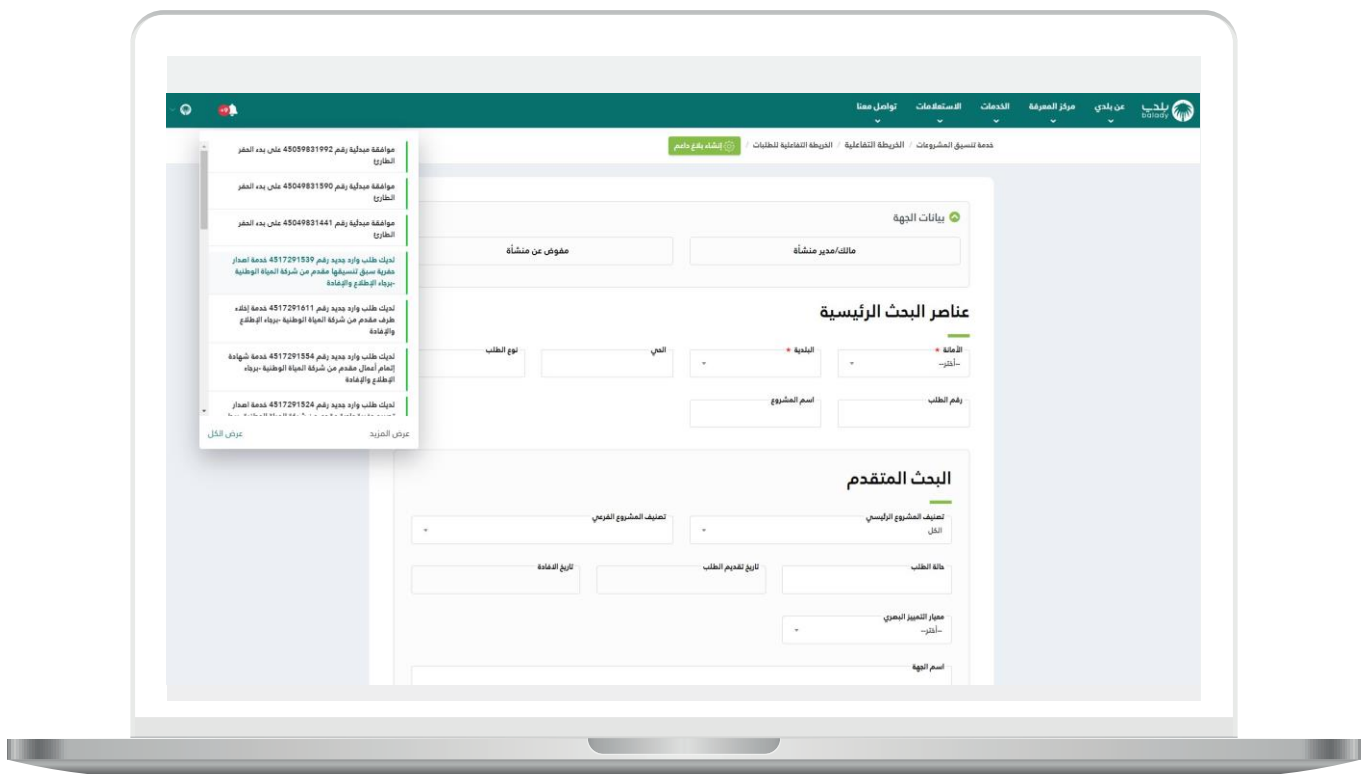 بلدي
balady
عن بلدي
مركز المعرفة
الخدمات
الاستعلامات
تواصل معنا
خدمة تنسيق المشروعات / الخريطة التفاعلية / الخريطة التفاعلية للطلبات / إنشاء بلاغ داعم
موافقة مبدئية رقم 45059831992 على بدء الحفر
الطارئ
موافقة مبدئية رقم 45049831590 على بدء الحفر
الطارئ
موافقة مبدئية رقم 45049831441 على بدء الحفر
الطارئ
لديك طلب وارد جديد رقم 4517291539 خدمة اصدار
حفرية سبق تنسيقها مقدم من شركة المياة الوطنية
-برجاء الإطلاع والإفادة
لديك طلب وارد جديد رقم 4517291611 خدمة إخلاء
طرف مقدم من شركة المياة الوطنية -برجاء الإطلاع
والإفادة
لديك طلب وارد جديد رقم 4517291554 خدمة شهادة
إتمام أعمال مقدم من شركة المياة الوطنية -برجاء
الإطلاع والإفادة
لديك طلب وارد جديد رقم 4517291524 خدمة اصدار
عرض المزيد
عرض الكل
بيانات الجهة
مالك/مدير منشأة
مفوض عن منشأة
عناصر البحث الرئيسية
الأمانة *
--أختر--
البلدية *
الحي
نوع الطلب
رقم الطلب
اسم المشروع
البحث المتقدم
تصنيف المشروع الرئيسي
الكل
تصنيف المشروع الفرعي
حالة الطلب
تاريخ تقديم الطلب
تاريخ الافادة
معيار التمييز البصري
--أختر--
اسم الجهة